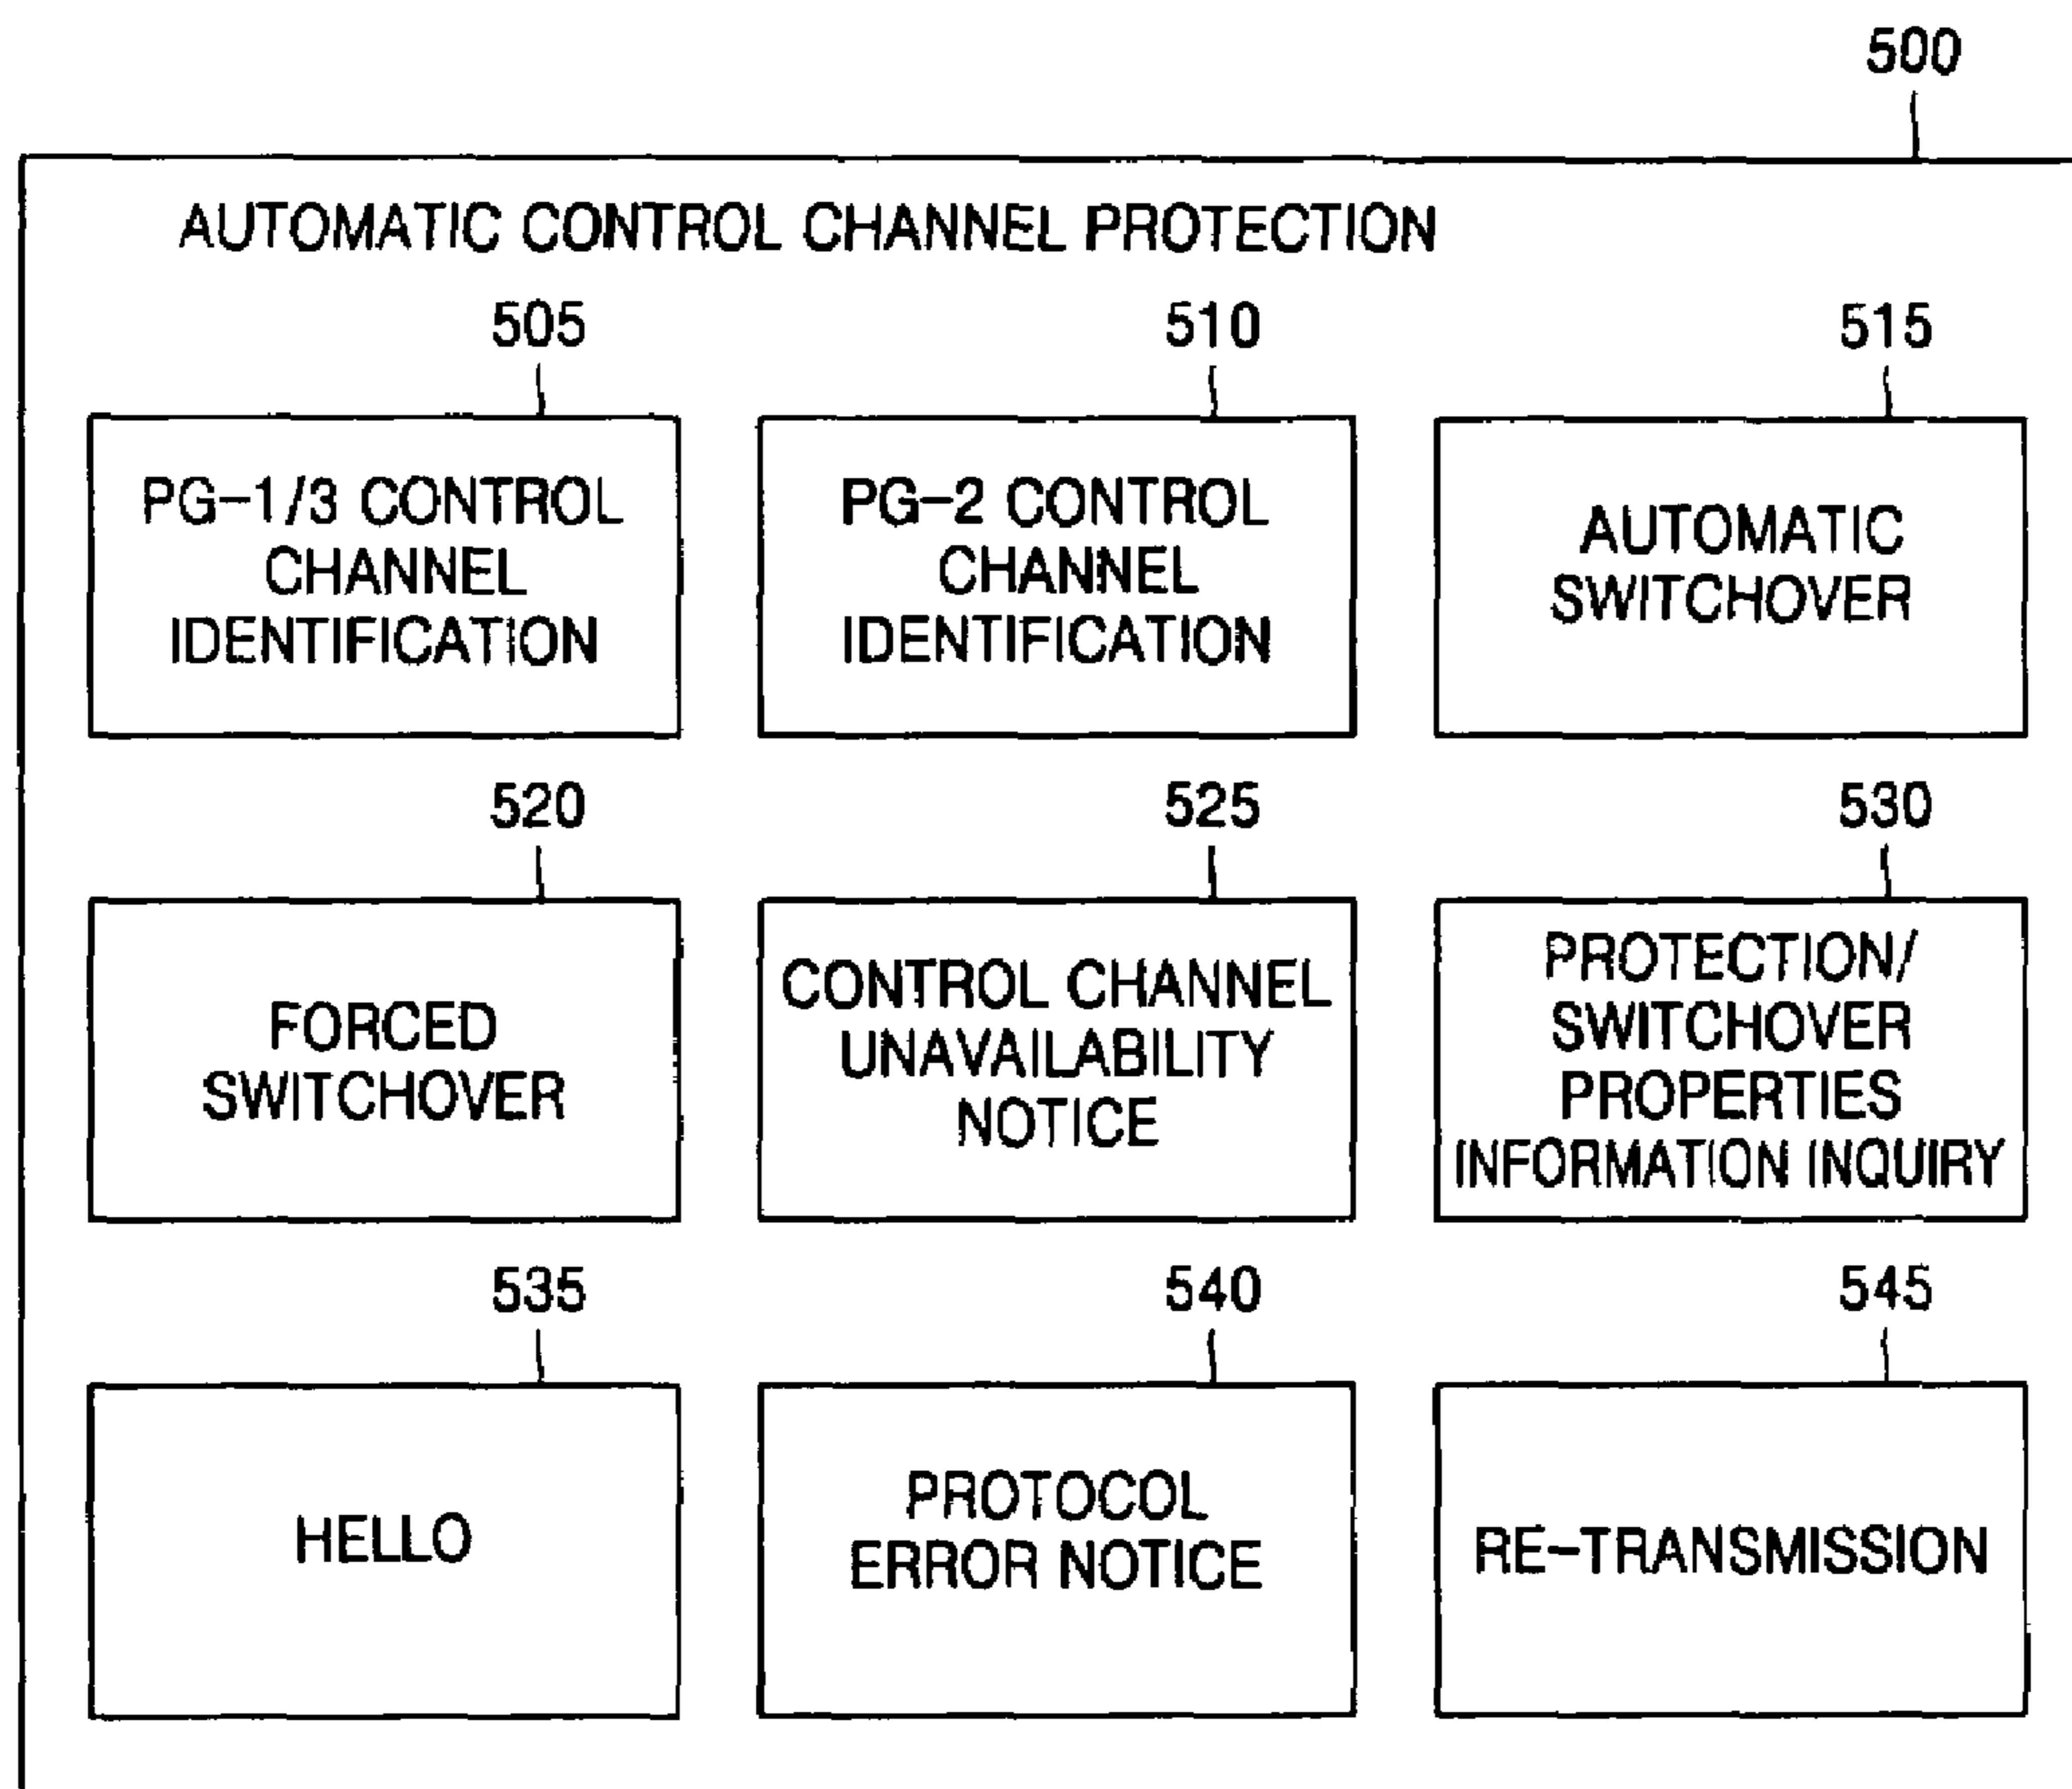 500
AUTOMATIC CONTROL CHANNEL PROTECTION
505
510
515
PG-1/3 CONTROL
CHANNEL
IDENTIFICATION
PG-2 CONTROL
CHANNEL
IDENTIFICATION
AUTOMATIC
SWITCHOVER
520
525
530
FORCED
SWITCHOVER
CONTROL CHANNEL
UNAVAILABILITY
NOTICE
PROTECTION/
SWITCHOVER
PROPERTIES
INFORMATION INQUIRY
535
540
545
HELLO
PROTOCOL
ERROR NOTICE
RE-TRANSMISSION